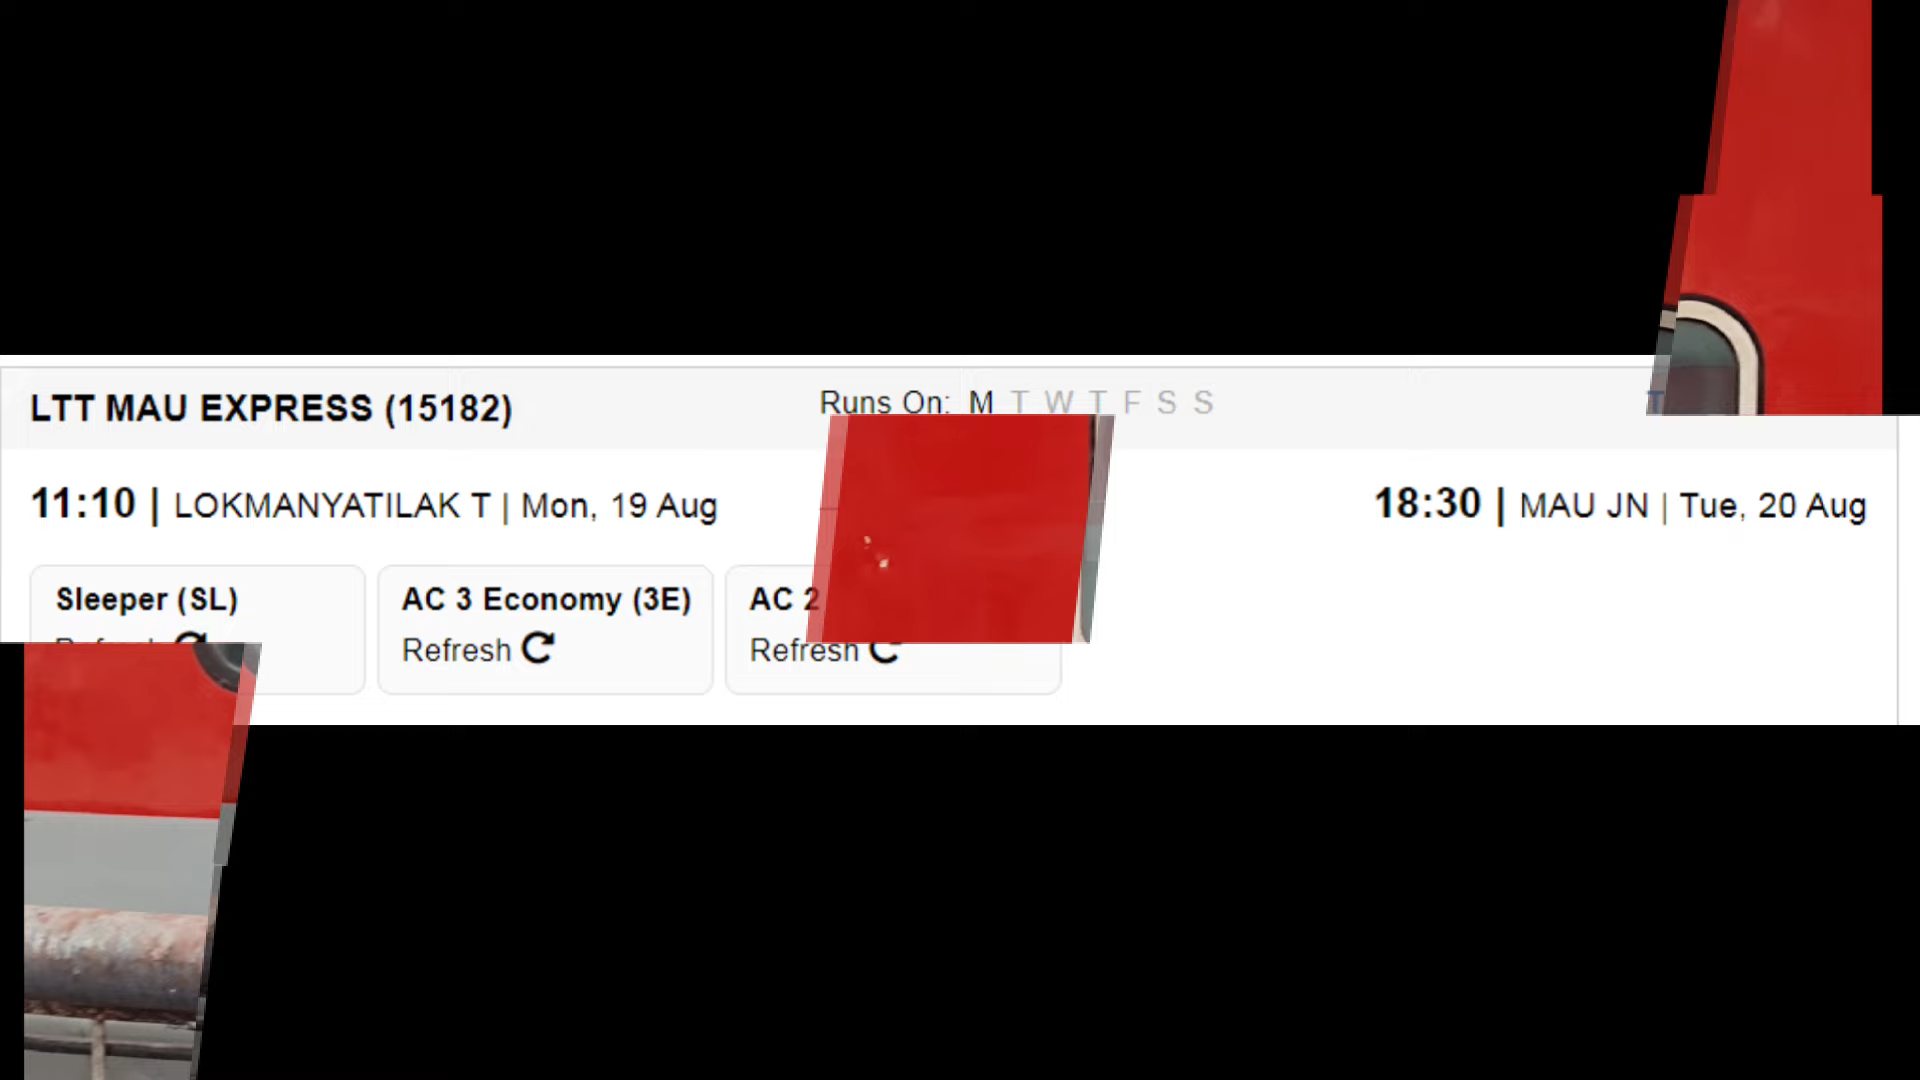 LTT MAU EXPRESS (15182) Runs On: M T W T F S S
11:10 | LOKMANYATILAK T | Mon, 19 Aug 18:30 | MAU JN | Tue, 20 Aug
Sleeper (SL) AC 3 Economy (3E) AC 2
Refresh Refresh Refresh